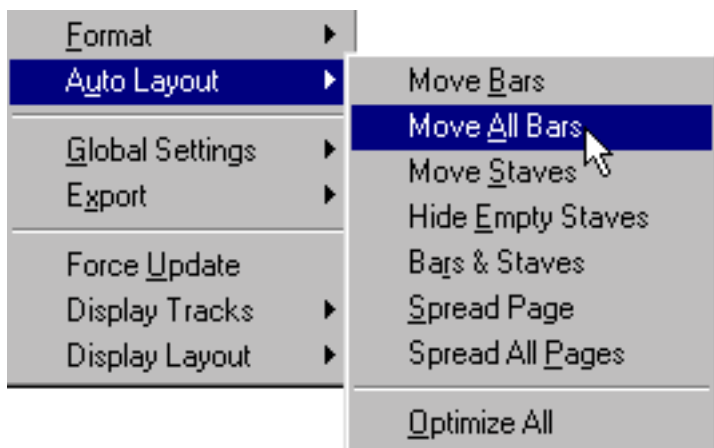 Format
Auto Layout
Global Settings
Export
Force Update
Display Tracks
Display Layout
Move Bars
Move All Bars
Move Staves
Hide Empty Staves
Bars & Staves
Spread Page
Spread All Pages
Optimize All